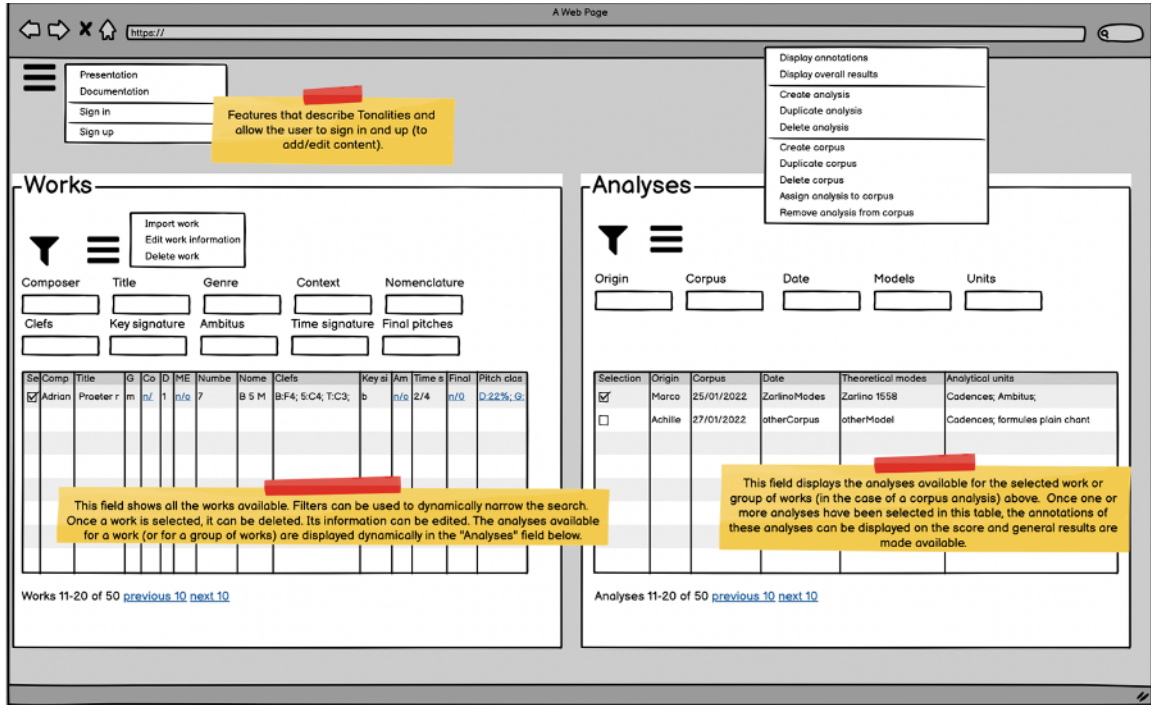 A Web Page
https://
Presentation
Documentation
Sign in
Sign up
Features that describe Tonalities and
allow the user to sign in and up (to
add/edit content).
Display annotations
Display overall results
Create analysis
Duplicate analysis
Delete analysis
Create corpus
Duplicate corpus
Delete corpus
Assign analysis to corpus
Remove analysis from corpus
Works
Import work
Edit work information
Delete work
Composer Title Genre Context Nomenclature
Clefs Key signature Ambitus Time signature Final pitches
Se Comp Title G Co D ME Numbe Nome Clefs Key si Am Time s Final Pitch clas
Adrian Proeter r m n/ 1 n/a 7 B 5 M B:F4; 5:C4; T:C3; b n/a 2/4 n/a D:22%; G:
This field shows all the works available. Filters can be used to dynamically narrow the search.
Once a work is selected, it can be deleted. Its information can be edited. The analyses available
for a work (or for a group of works) are displayed dynamically in the "Analyses" field below.
Works 11-20 of 50 previous 10 next 10
Analyses
Origin Corpus Date Models Units
Selection Origin Corpus Date Theoretical modes Analytical units
Marco 25/01/2022 ZarlinoModes Zarlino 1558 Cadences; Ambitus;
Achille 27/01/2022 otherCorpus otherModel Cadences; formules plain chant
This field displays the analyses available for the selected work or
group of works (in the case of a corpus analysis) above. Once one or
more analyses have been selected in this table, the annotations of
these analyses can be displayed on the score and general results are
made available.
Analyses 11-20 of 50 previous 10 next 10